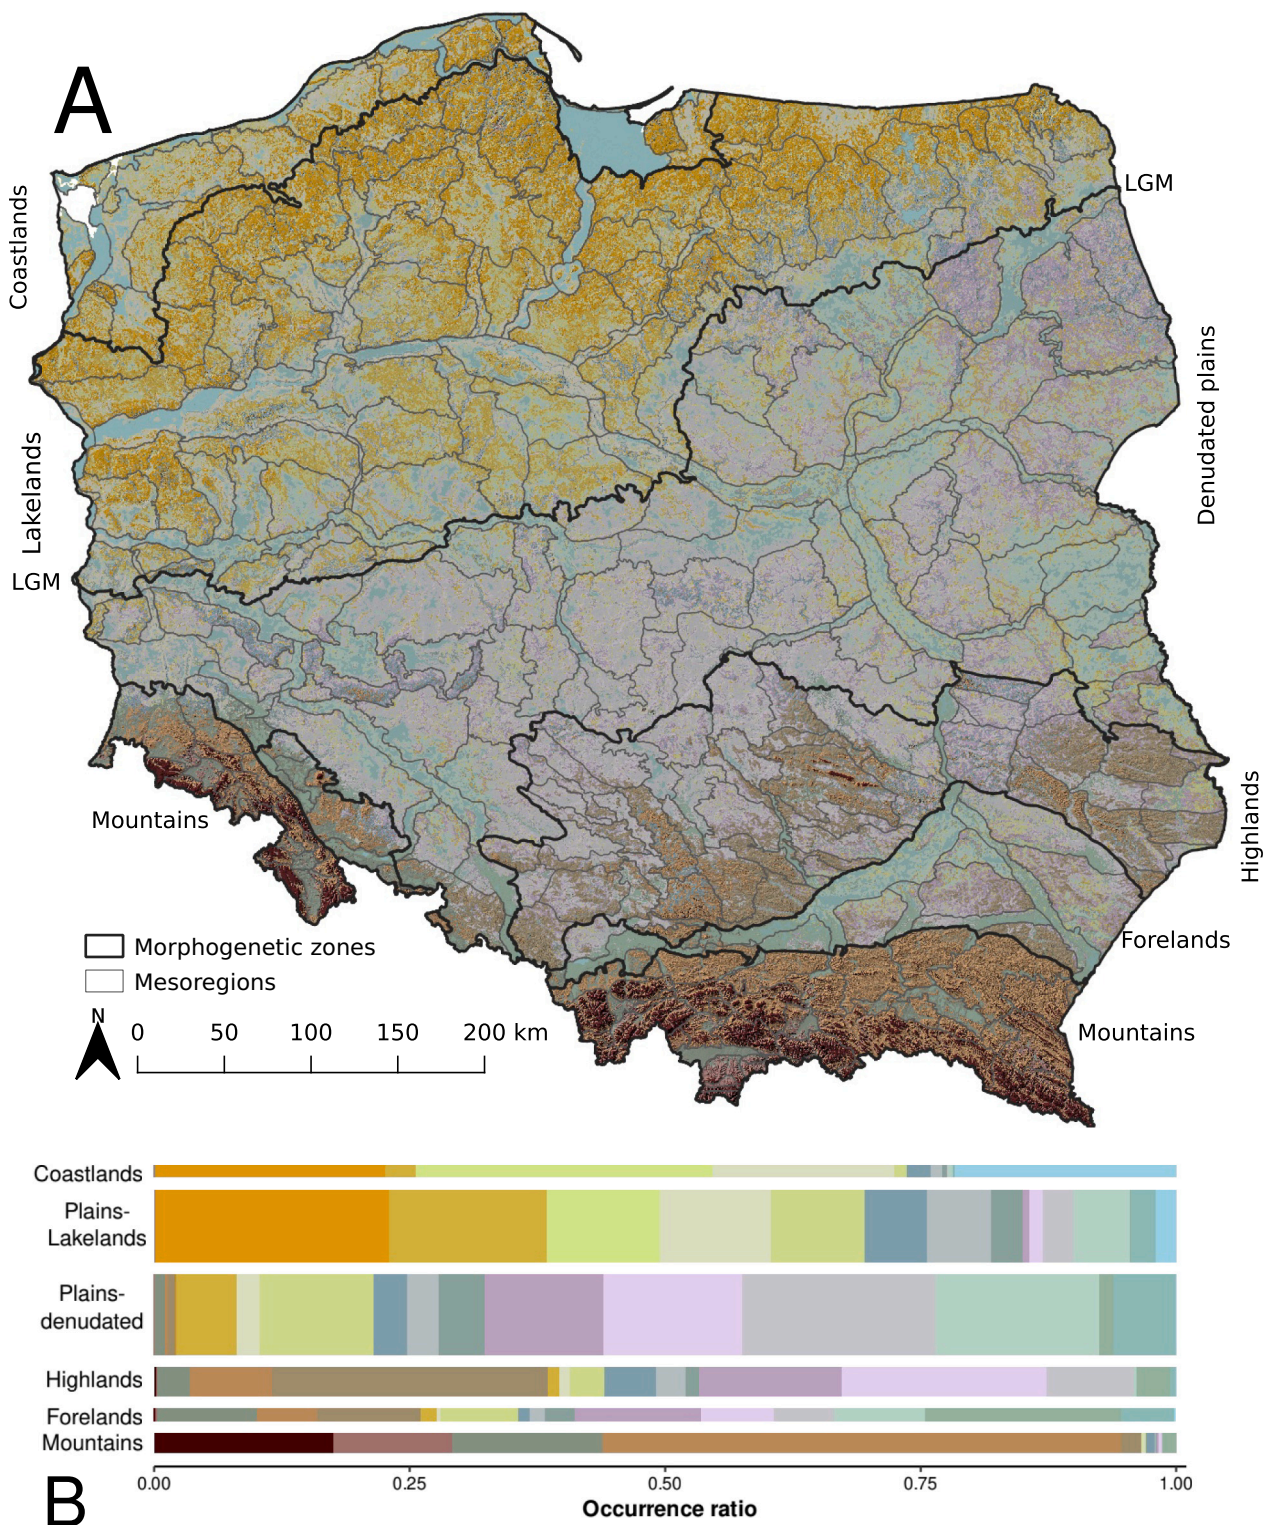 A
Coastlands
LGM
Denudated plains
Lakelands
LGM
Mountains
Highlands
Morphogenetic zones
Mesoregions
Forelands
N
0 50 100 150 200 km
Mountains
Coastlands
Plains-
Lakelands
Plains-
denudated
Highlands
Forelands
Mountains
0.00 0.25 0.50 0.75 1.00
B
Occurrence ratio